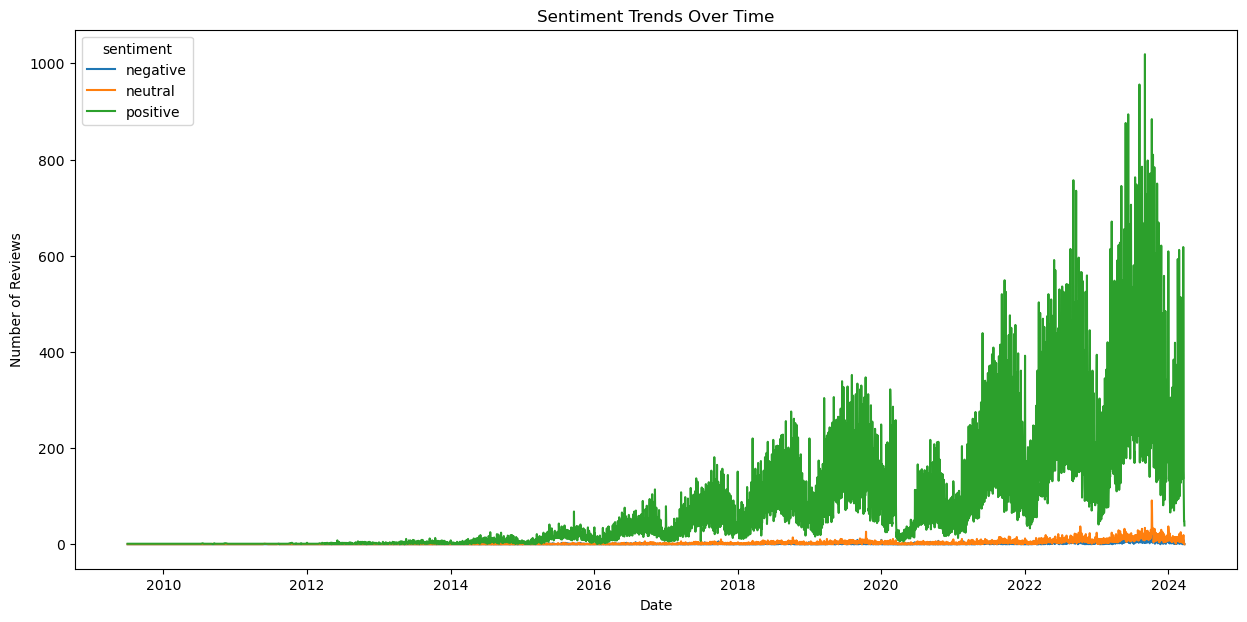 Sentiment Trends Over Time
sentiment
negative
neutral
positive
Number of Reviews
1000
800
600
400
200
0
2010 2012 2014 2016 2018 2020 2022 2024
Date